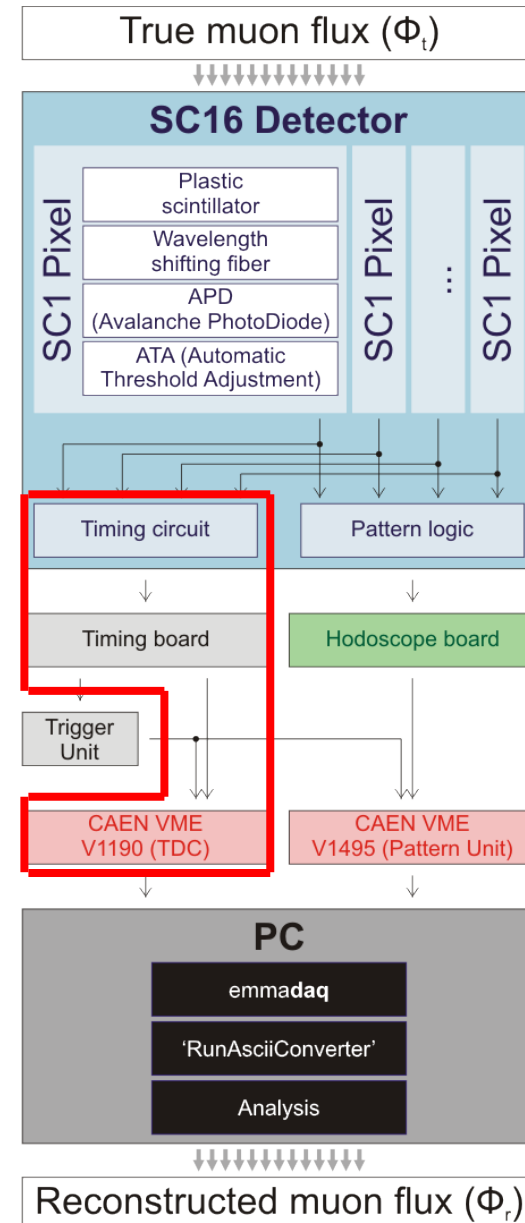 True muon flux (Φt)
SC16 Detector
SC1 Pixel
Plastic
scintillator
Wavelength
shifting fiber
APD
(Avalanche PhotoDiode)
ATA (Automatic
Threshold Adjustment)
SC1 Pixel
...
SC1 Pixel
Timing circuit
Pattern logic
Timing board
Hodoscope board
Trigger
Unit
CAEN VME
V1190 (TDC)
CAEN VME
V1495 (Pattern Unit)
PC
emmadaq
‘RunAsciiConverter’
Analysis
Reconstructed muon flux (Φr)